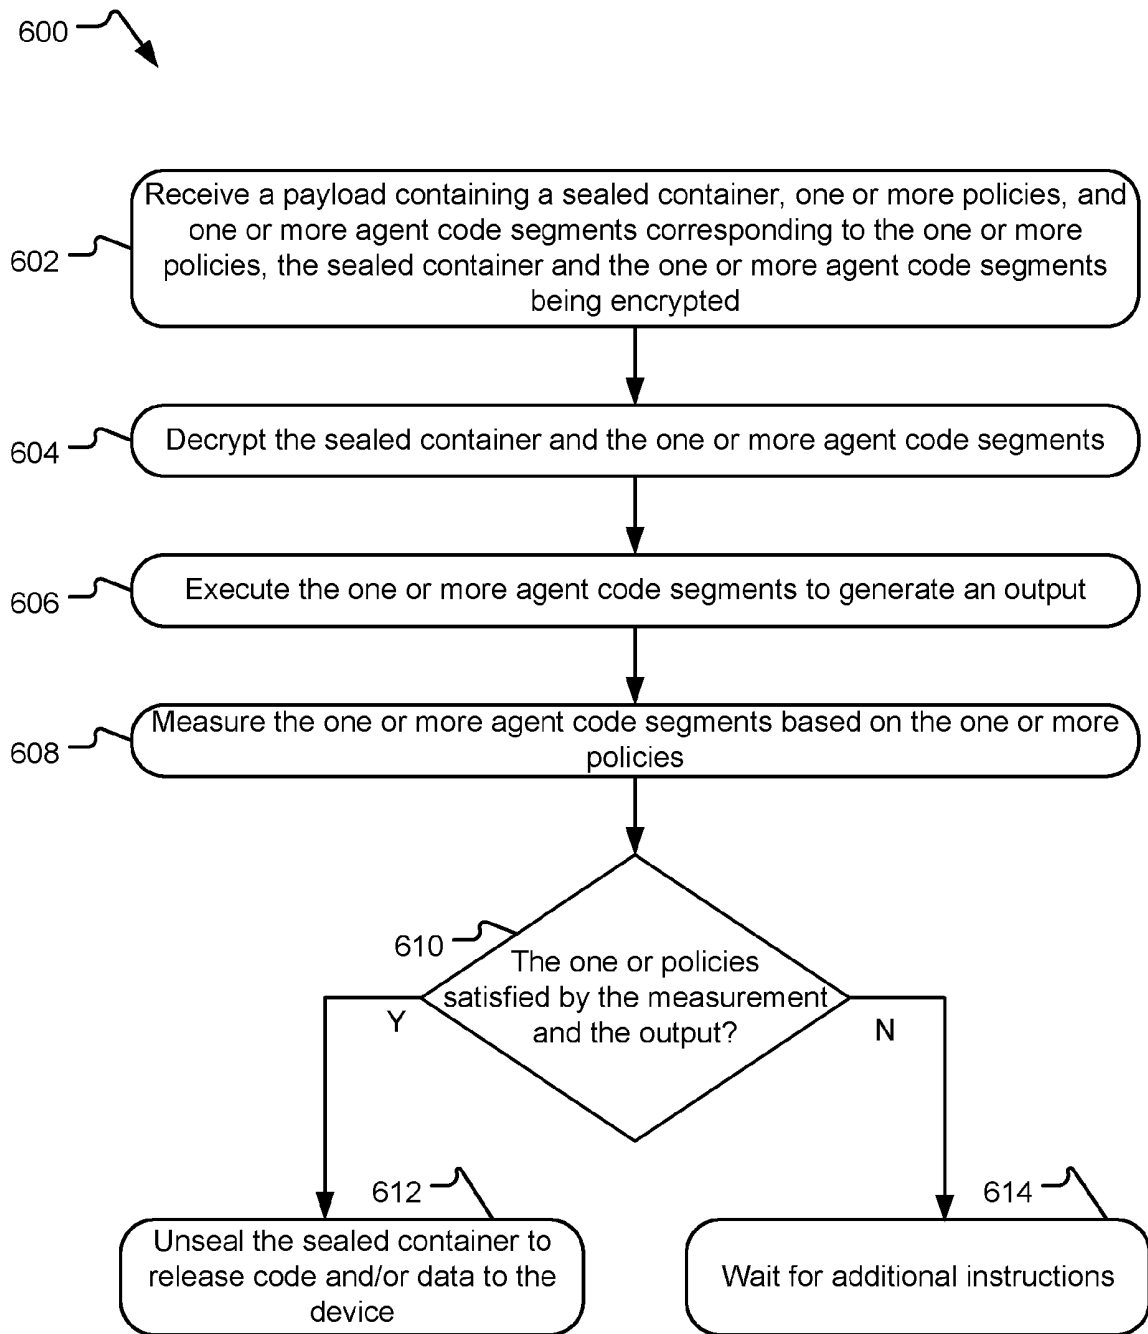 600
602
Receive a payload containing a sealed container, one or more policies, and
one or more agent code segments corresponding to the one or more
policies, the sealed container and the one or more agent code segments
being encrypted
604
Decrypt the sealed container and the one or more agent code segments
606
Execute the one or more agent code segments to generate an output
608
Measure the one or more agent code segments based on the one or more
policies
610
The one or policies
satisfied by the measurement
and the output?
Y
N
612
Unseal the sealed container to
release code and/or data to the
device
614
Wait for additional instructions